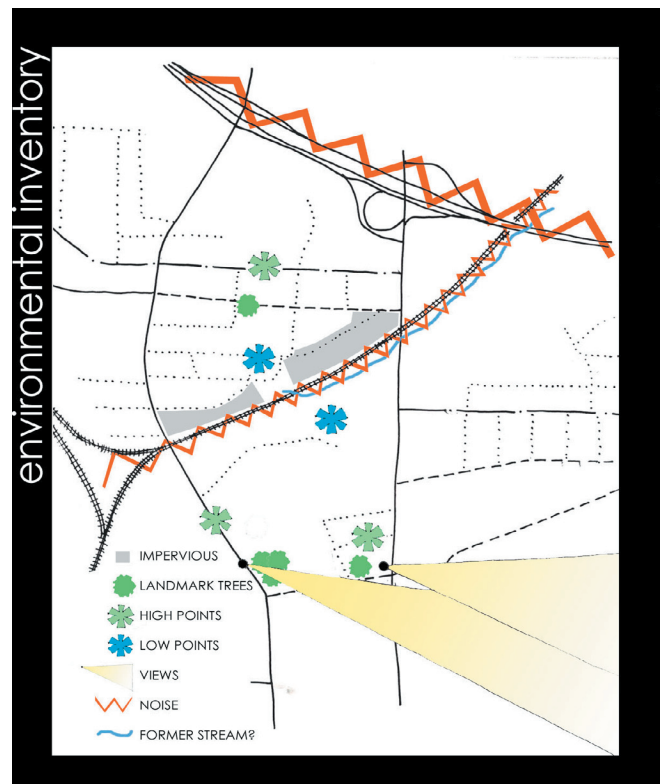 environmental inventory
IMPERVIOUS
LANDMARK TREES
HIGH POINTS
LOW POINTS
VIEWS
NOISE
FORMER STREAM?